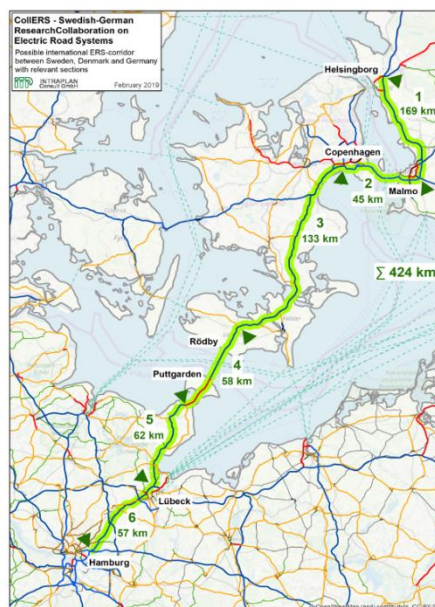 CollERS - Swedish-German
ResearchCollaboration on
Electric Road Systems
Possible international ERS-corridor
between Sweden, Denmark and Germany
with relevant sections
INTRAPLAN
Consult GmbH
February 2019
Helsingborg
1
169 km
Copenhagen
2
Malmo
45 km
3
133 km
∑ 424 km
Rödby
4
58 km
Puttgarden
5
62 km
Lübeck
6
57 km
Hamburg